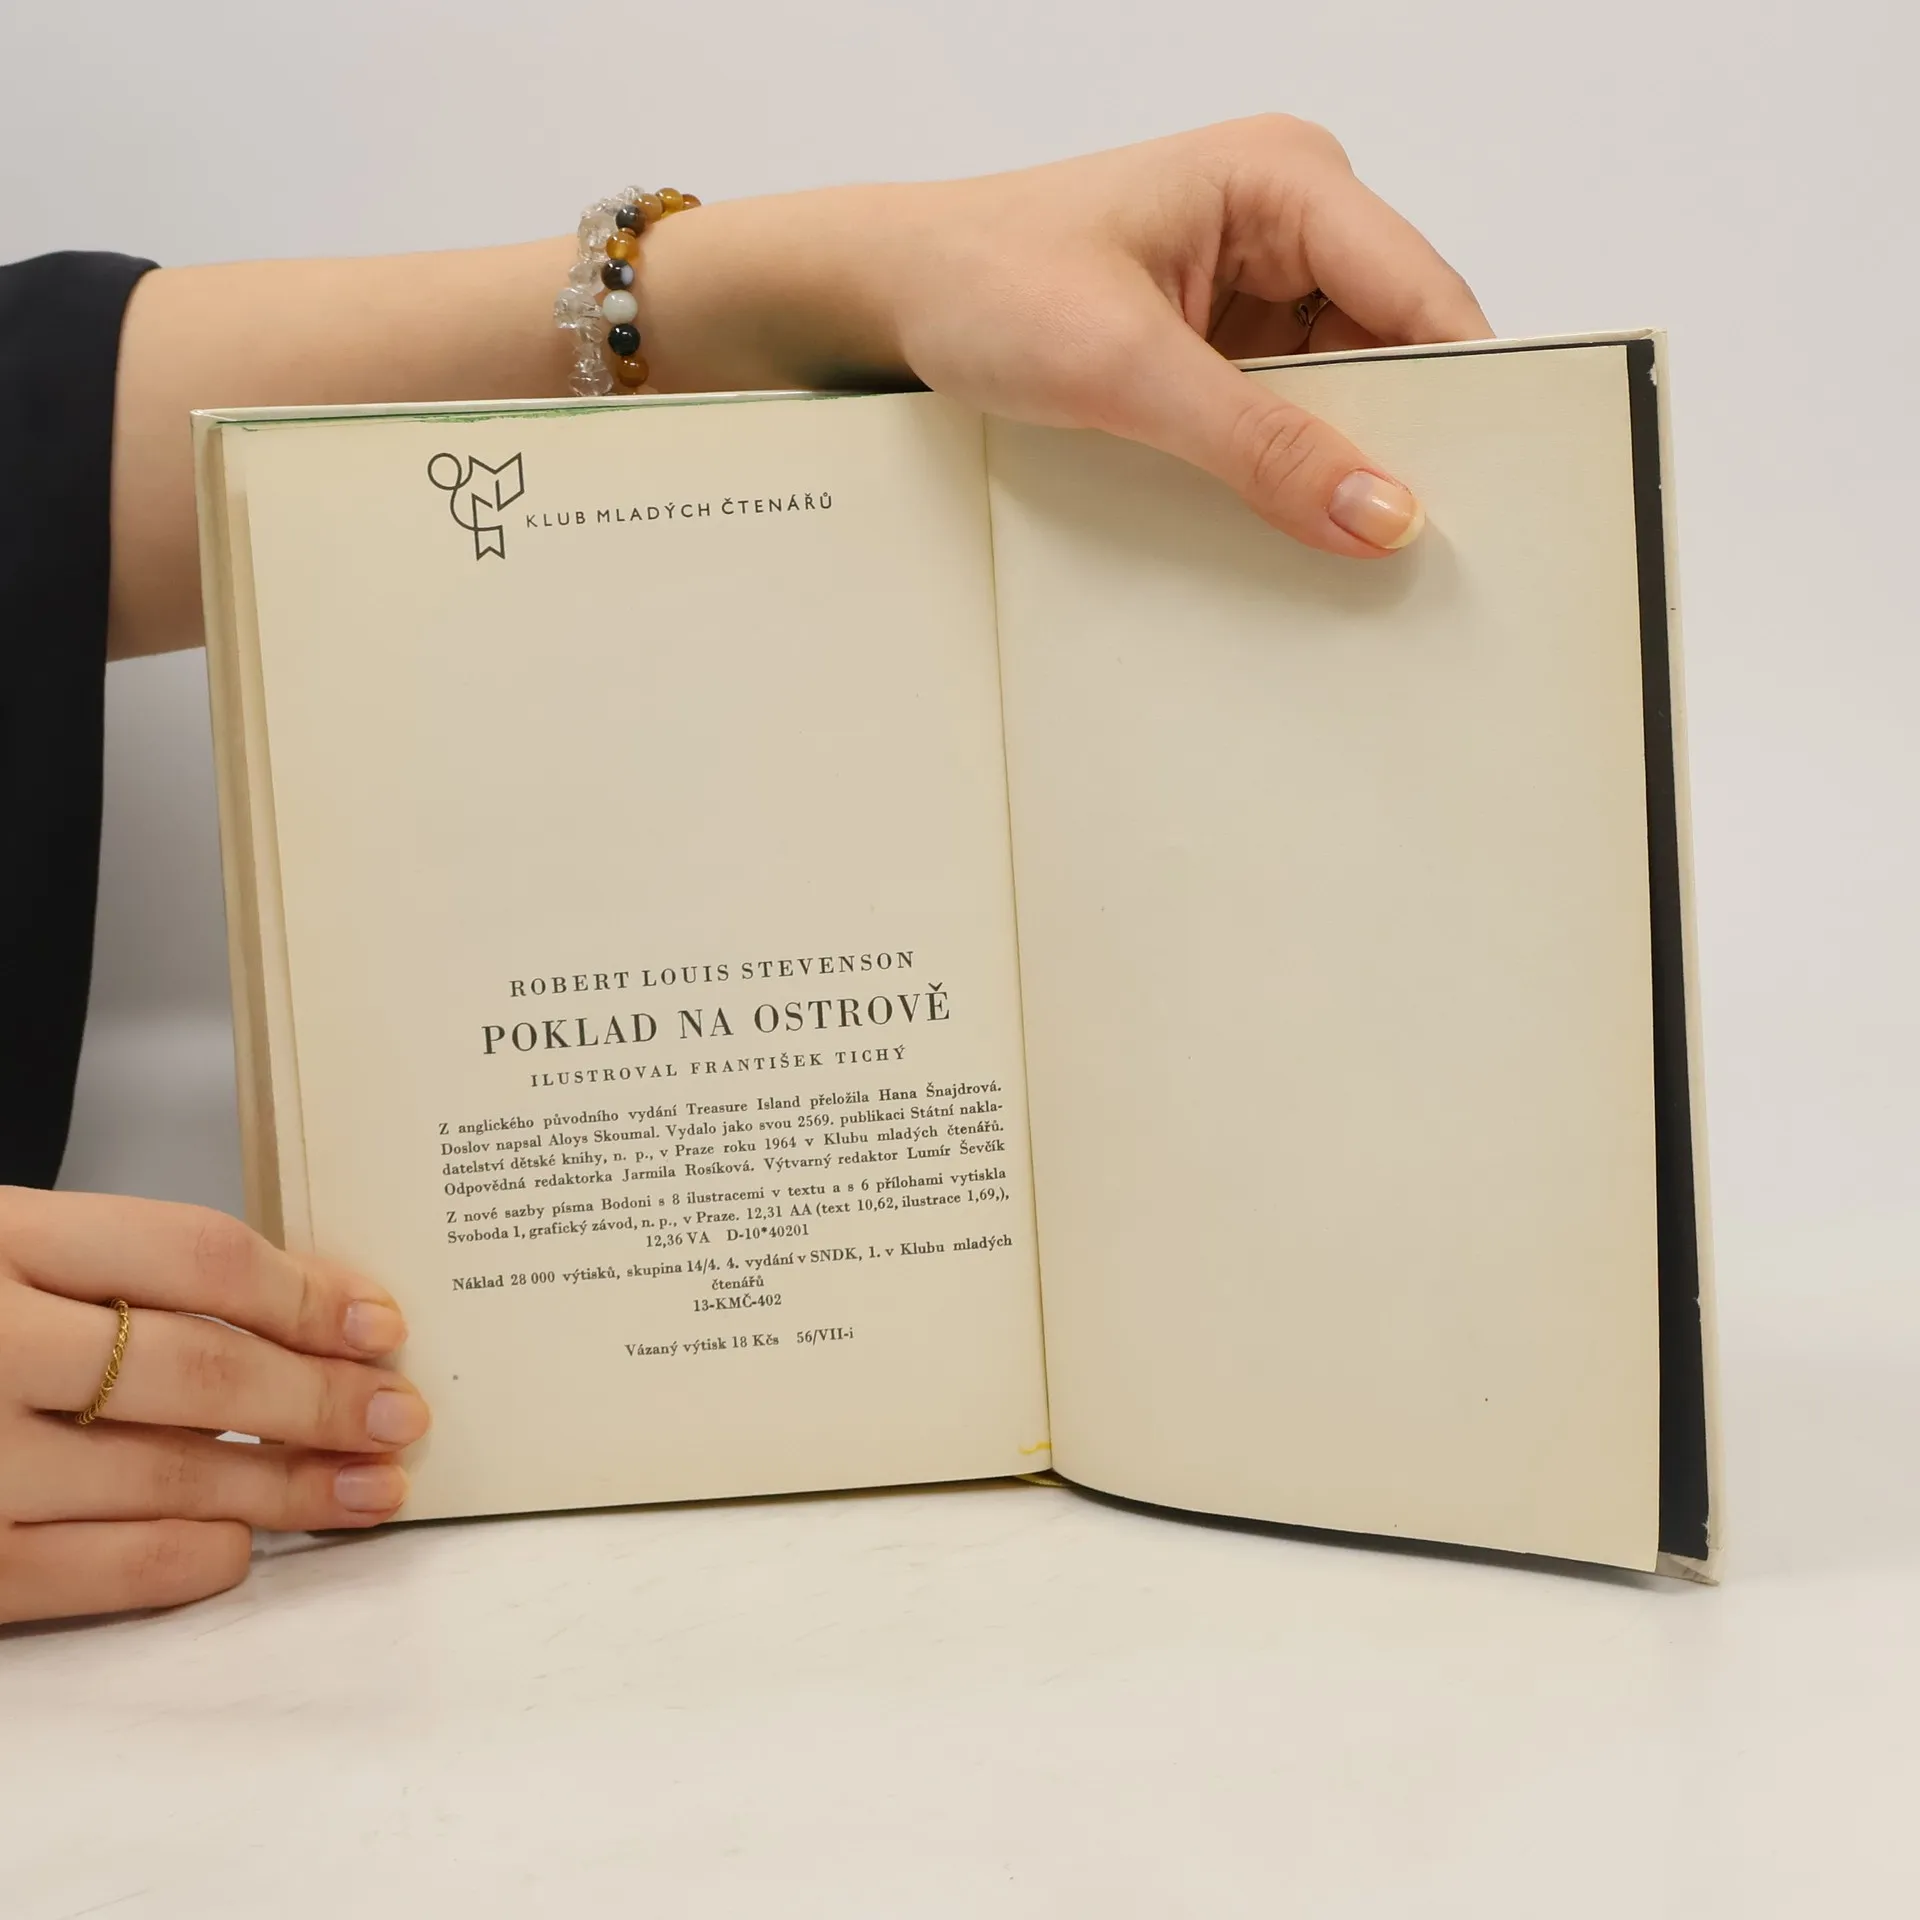 KLUB MLADÝCH ČTENÁŘŮ
ROBERT LOUIS STEVENSON
POKLAD NA OSTROVĚ
ILUSTROVAL FRANTIŠEK TICHÝ
Z anglického původního vydání Treasure Island přeložila Hana Šnajdrová.
Doslov napsal Aloys Skoumal. Vydalo jako svou 2569. publikaci Státní nakla-
datelství dětské knihy, n. p., v Praze roku 1964 v Klubu mladých čtenářů.
Odpovědná redaktorka Jarmila Rosíková. Výtvarný redaktor Lumír Ševčík
Z nové sazby písma Bodoni s 8 ilustracemi v textu a s 6 přílohami vytiskla
Svoboda 1, grafický závod, n. p., v Praze. 12,31 AA (text 10,62, ilustrace 1,69,),
12,36 VA D-10*40201
Náklad 28 000 výtisků, skupina 14/4. 4. vydání v SNDK, 1. v Klubu mladých
čtenářů
13-KMČ-402
Vázaný výtisk 18 Kčs 56/VII-i